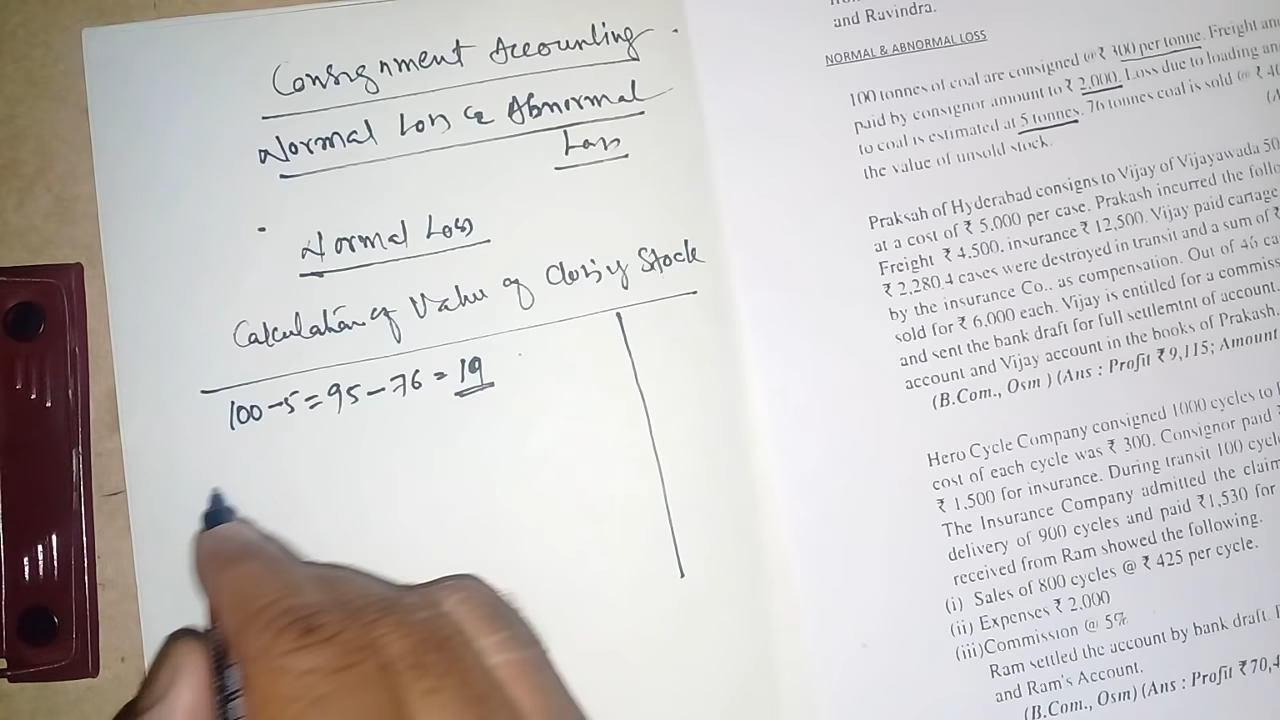 Consignment Accounting
Normal Loss & Abnormal
Loss
Normal Loss
Calculation of Value of Closing Stock
100-5=95-76=19
and Ravindra.
NORMAL & ABNORMAL LOSS
100 tonnes of coal are consigned @ ₹ 300 per tonne. Freight
paid by consignor amount to ₹ 2,000. Loss due to loading
to coal is estimated at 5 tonnes. 76 tonnes coal is sold @ ₹
the value of unsold stock.
Praksah of Hyderabad consigns to Vijay of Vijayawada 50
at a cost of ₹ 5,000 per case. Prakash incurred the
Freight ₹ 4,500, insurance ₹ 12,500. Vijay paid cartage
₹ 2,280.4 cases were destroyed in transit and a sum of ₹
by the insurance Co., as compensation. Out of 46
sold for ₹ 6,000 each. Vijay is entitled for a
and sent the bank draft for full settlemtnt of account.
account and Vijay account in the books of Prakash.
(B.Com., Osm ) (Ans : Profit ₹ 9,115; Amount
Hero Cycle Company consigned 1000 cycles to
cost of each cycle was ₹ 300. Consignor paid
₹ 1,500 for insurance. During transit 100
The Insurance Company admitted the claim
delivery of 900 cycles and paid ₹1,530 for
received from Ram showed the following.
(i) Sales of 800 cycles @ ₹ 425 per cycle.
(ii) Expenses ₹ 2,000
(iii)Commission @ 5%
Ram settled the account by bank draft.
and Ram's Account.
(B.Com., Osm) (Ans : Profit ₹70,4